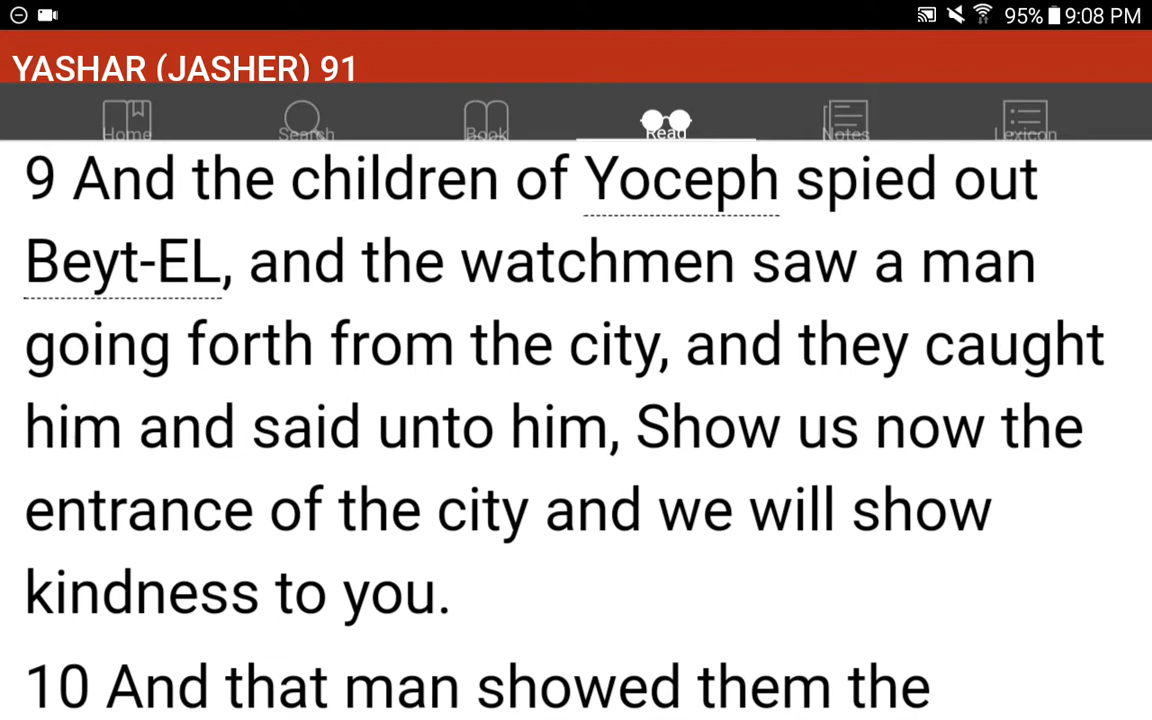 95% 9:08 PM
YASHAR (JASHER) 91
Home Search Book Read Notes Lexicon
9 And the children of Yoceph spied out
Beyt-EL, and the watchmen saw a man
going forth from the city, and they caught
him and said unto him, Show us now the
entrance of the city and we will show
kindness to you.
10 And that man showed them the